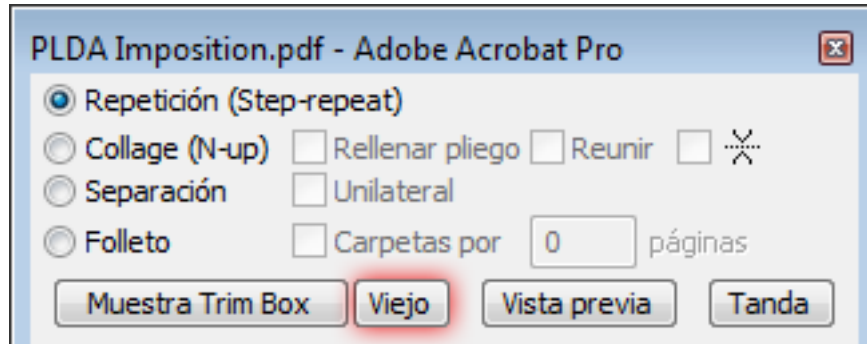 PLDA Imposition.pdf - Adobe Acrobat Pro
Repetición (Step-repeat)
Collage (N-up) Rellenar pliego Reunir
Separación Unilateral
Folleto Carpetas por 0 páginas
Muestra Trim Box Viejo Vista previa Tanda